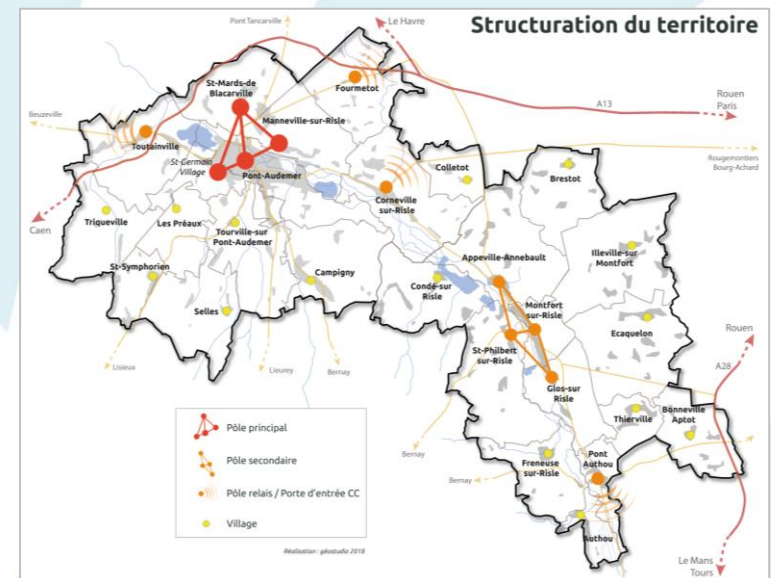 Structuration du territoire
Pont Tancarville
Le Havre
St-Mards-de
Blacarville
Fourmetot
A13
Rouen
Paris
Beuzeville
Manneville-sur-Risle
Toutainville
St-Germain
Village
Pont-Audemer
Colletot
Brestot
Rougemontiers
Bourg-Achard
Corneville
sur-Risle
Caen
Triqueville
Les Préaux
Tourville-sur
Pont-Audemer
Illeville-sur
Montfort
Appeville-Annebault
St-Symphorien
Campigny
Condé-sur
Risle
Selles
Montfort
sur-Risle
Ecaquelon
Rouen
St-Philbert
sur-Risle
A28
Lisieux
Lieurey
Bernay
Glos-sur
Risle
Thierville
Bonneville
Aptot
Pôle principal
Pôle secondaire
Pôle relais / Porte d'entrée CC
Village
Bernay
Freneuse
sur-Risle
Pont
Authou
Bernay
Authou
Réalisation : géostudio 2018
Le Mans
Tours